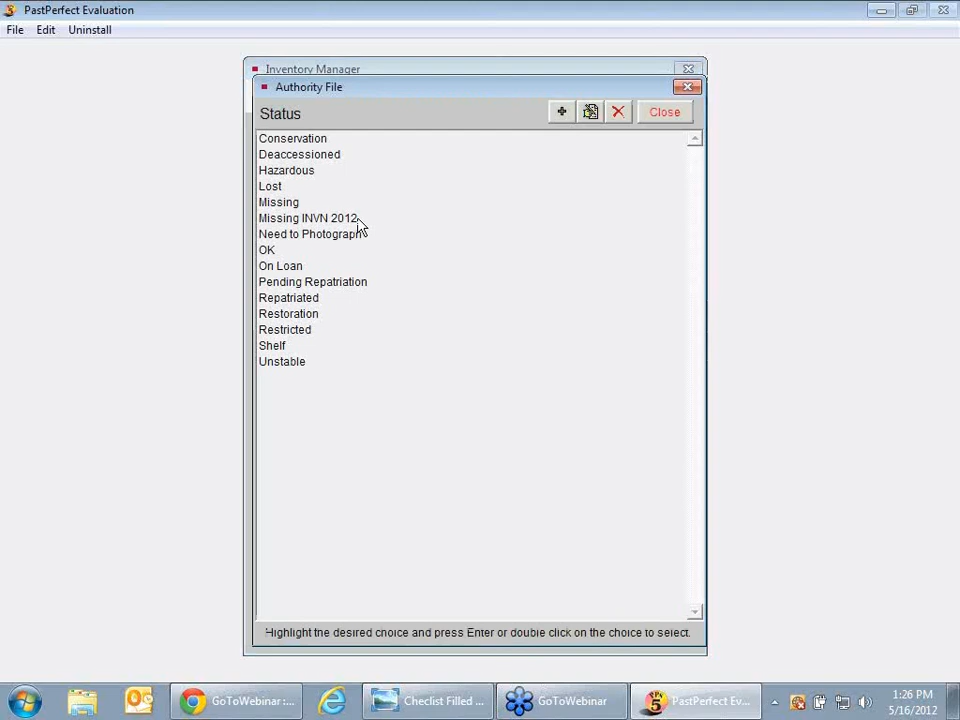 PastPerfect Evaluation
File Edit Uninstall
Inventory Manager
Authority File
Status
Close
Conservation
Deaccessioned
Hazardous
Lost
Missing
Missing INVN 2012
Need to Photograph
OK
On Loan
Pending Repatriation
Repatriated
Restoration
Restricted
Shelf
Unstable
Highlight the desired choice and press Enter or double click on the choice to select.
GoToWebinar :... Checlist Filled ... GoToWebinar PastPerfect Ev... 1:26 PM
5/16/2012